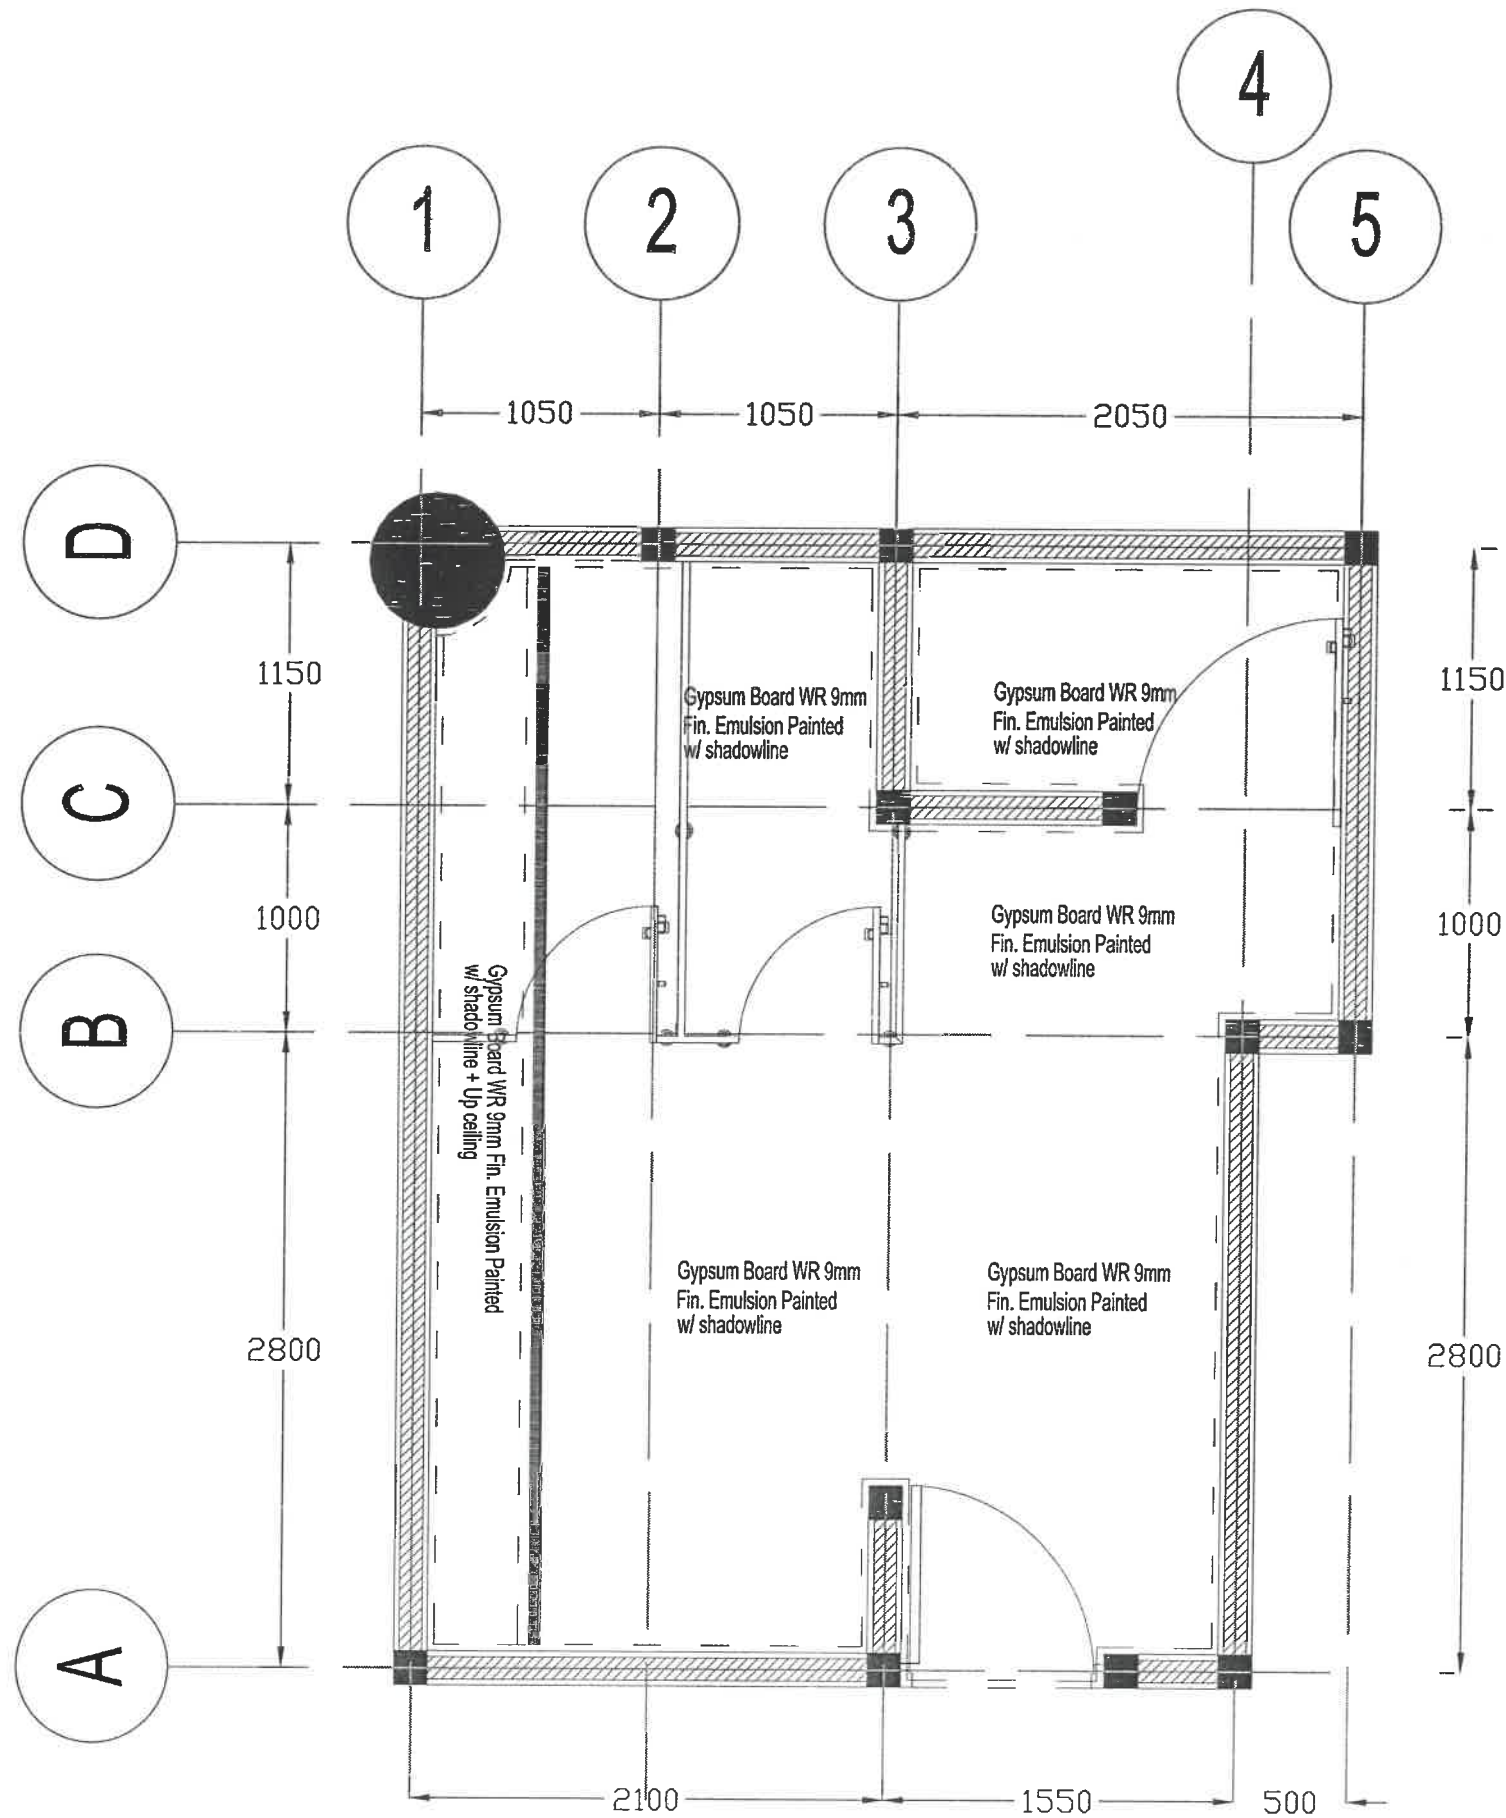 4
1
2
3
5
1050
1050
2050
D
1150
1150
Gypsum Board WR 9mm
Fin. Emulsion Painted
w/ shadowline
Gypsum Board WR 9mm
Fin. Emulsion Painted
w/ shadowline
C
1000
1000
Gypsum Board WR 9mm
Fin. Emulsion Painted
w/ shadowline
B
Gypsum Board WR 9mm Fin. Emulsion Painted
w/ shadowline + Up ceiling
2800
2800
Gypsum Board WR 9mm
Fin. Emulsion Painted
w/ shadowline
Gypsum Board WR 9mm
Fin. Emulsion Painted
w/ shadowline
A
2100
1550
500